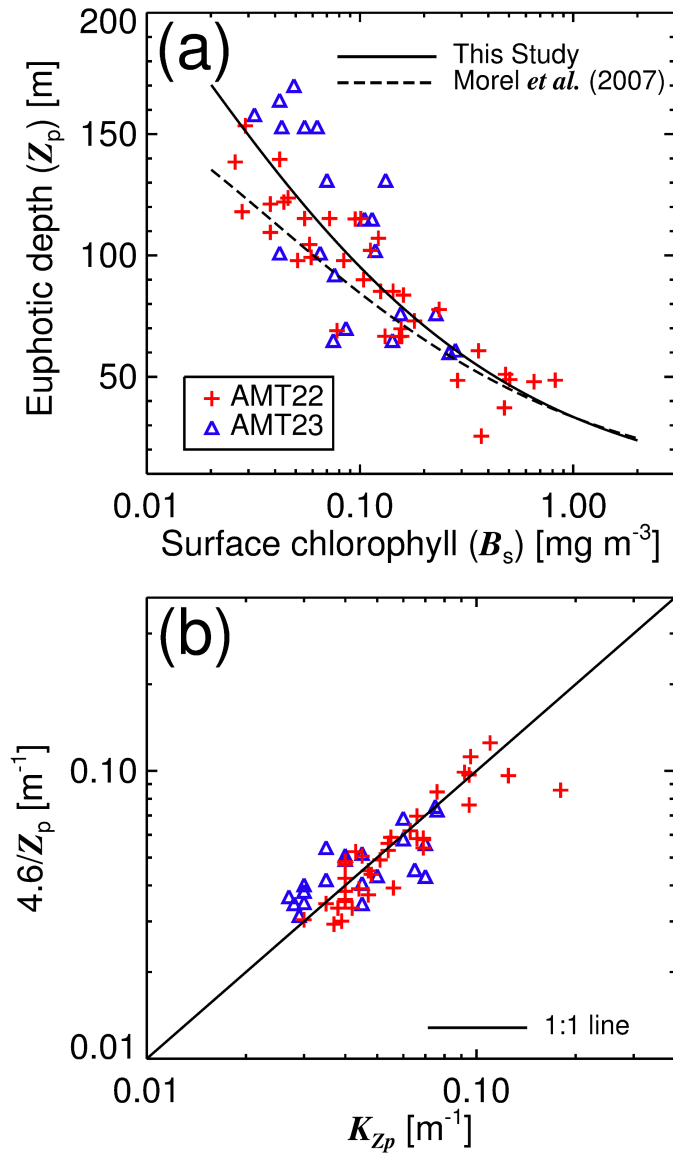 200
(a)
This Study
Morel et al. (2007)
150
Euphotic depth (Zp) [m]
100
50
AMT22
AMT23
0.01 0.10 1.00
Surface chlorophyll (Bs) [mg m-3]
(b)
0.10
4.6/Zp [m-1]
1:1 line
0.01
0.01 0.10
KZp [m-1]